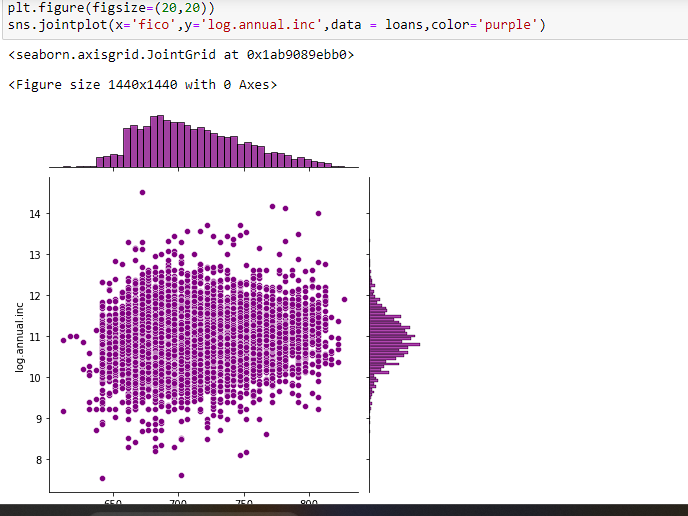 plt.figure(figsize=(20,20))
sns.jointplot(x='fico',y='log.annual.inc',data = loans,color='purple')
<seaborn.axisgrid.JointGrid at 0x1ab9089ebb0>
<Figure size 1440x1440 with 0 Axes>
14
13
12
11
10
9
8
log.annual.inc
650 700 750 800